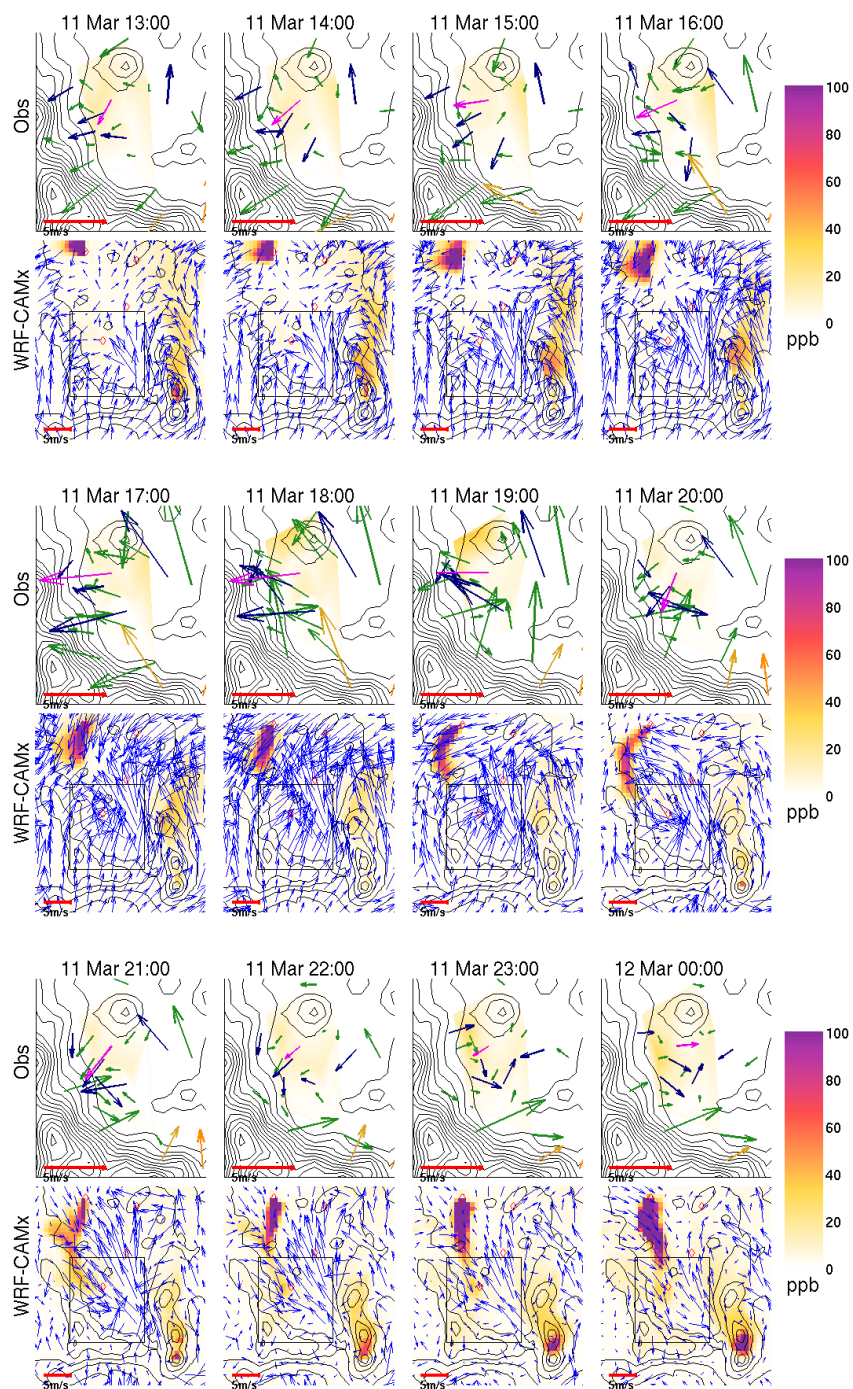 11 Mar 13:00 11 Mar 14:00 11 Mar 15:00 11 Mar 16:00
Obs
5m/s 5m/s 5m/s 5m/s
WRF-CAMx
5m/s 5m/s 5m/s 5m/s
100
80
60
40
20
0
ppb
11 Mar 17:00 11 Mar 18:00 11 Mar 19:00 11 Mar 20:00
Obs
5m/s 5m/s 5m/s 5m/s
WRF-CAMx
5m/s 5m/s 5m/s 5m/s
100
80
60
40
20
0
ppb
11 Mar 21:00 11 Mar 22:00 11 Mar 23:00 12 Mar 00:00
Obs
5m/s 5m/s 5m/s 5m/s
WRF-CAMx
5m/s 5m/s 5m/s 5m/s
100
80
60
40
20
0
ppb